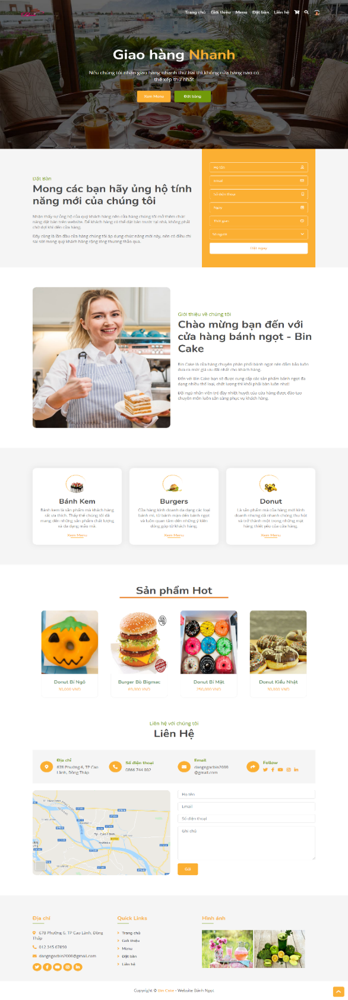 Trang chủ Giới thiệu Menu Đặt bàn Liên hệ
Giao hàng Nhanh
Nếu chúng tôi nhận giao hàng nhanh thứ hai thì không cửa hàng nào có
thể xếp thứ nhất
Xem Menu Đặt bàng
Đặt Bàn
Mong các bạn hãy ủng hộ tính
năng mới của chúng tôi
Nhận thấy sự ủng hộ của quý khách hàng nên cửa hàng chúng tôi mở thêm chức
năng đặt bàn trên website. Để khách hàng có thể đặt bàn trước tại nhà, không phải
chờ đợi khi đến cửa hàng
Đây cũng là lần đầu cửa hàng chúng tôi áp dụng chức năng mới này, nên có điều chi
sai sót mong quý khách hàng rộng lòng thương thảo qua.
Họ tên
Email
Số điện thoại
Ngày
Thời gian
Số người
Đặt ngay
Giới thiệu về chúng tôi
Chào mừng bạn đến với
cửa hàng bánh ngọt - Bin
Cake
Bin Cake là cửa hàng chuyên phân phối bánh ngọt nên đảm bảo luôn
đưa ra mức giá ưu đãi nhất cho khách hàng.
Đến với Bin Cake bạn sẽ được cung cấp các sản phẩm bánh ngọt đa
dạng nhiều thể loại, chất lượng thì khỏi phải bàn luôn nha!!
Đội ngũ nhân viên trẻ đầy nhiệt huyết của cửa hàng được đào tạo
chuyên môn luôn sẵn sàng phục vụ khách hàng.
Bánh Kem
Bánh kem là sản phẩm mà khách hàng
rất ưa thích. Thấy thế chúng tôi đã
mang đến những sản phẩm chất lượng
và đa dạng mẫu mã.
Xem Menu
Burgers
Cửa hàng kinh doanh đa dạng các loại
bánh mì, từ bánh mặn đến bánh ngọt
và luôn quan tâm đến những ý kiến
đóng góp từ khách hàng.
Xem Menu
Donut
Là sản phẩm mà cửa hàng mới kinh
doanh nhưng đã nhanh chóng thu hút
và trở thành một trong những mặt
hàng thiết yếu của cửa hàng.
Xem Menu
Sản phẩm Hot
Donut Bí Ngô
30,000 VND
Burger Bò Bigmac
69,000 VND
Donut Bí Mật
250,000 VND
Donut Kiểu Nhật
30,000 VND
Liên hệ với chúng tôi
Liên Hệ
Địa chỉ
678 Phường 6, TP Cao
Lãnh, Đồng Tháp
Số điện thoại
0866 744 002
Email
dangngocbin2000
@gmail.com
Follow
Tp. Cao Lãnh
Họ tên
Email
Số điện thoại
Ghi chú
Gửi
Địa chỉ
678 Phường 6, TP Cao Lãnh, Đồng
Tháp
012 345 67890
dangngocbin2000@gmail.com
Quick Links
Trang chủ
Giới thiệu
Menu
Đặt bàn
Liên hệ
Hình ảnh
Copyright © Bin Cake - Website Bánh Ngọt